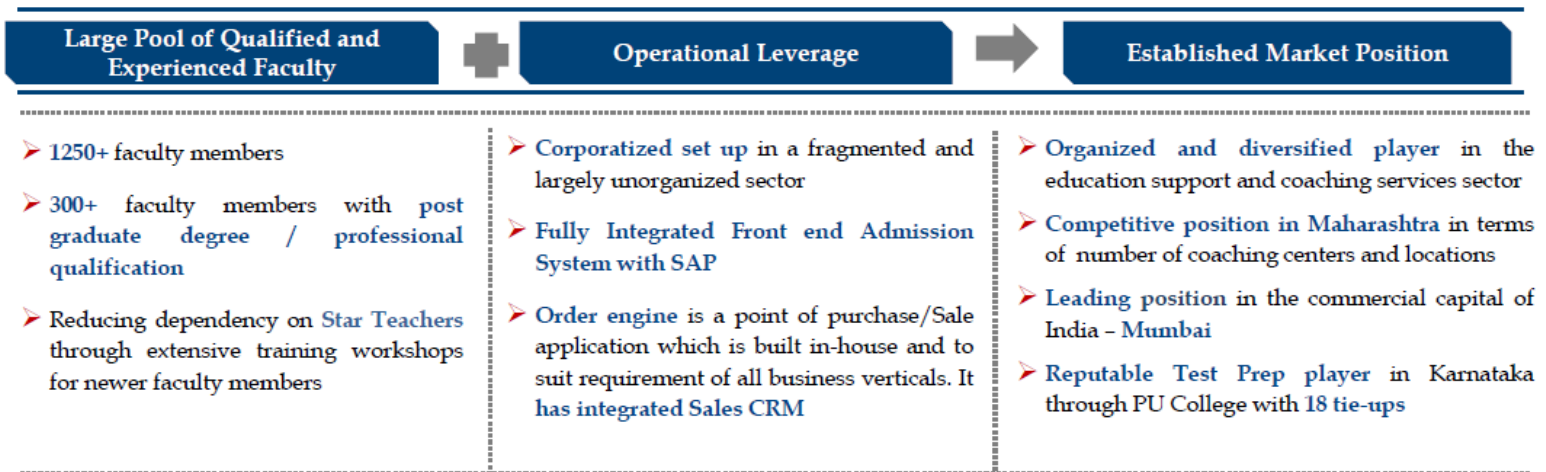 Large Pool of Qualified and
Experienced Faculty
Operational Leverage
Established Market Position
1250+ faculty members
300+ faculty members with post
graduate degree / professional
qualification
Reducing dependency on Star Teachers
through extensive training workshops
for newer faculty members
Corporatized set up in a fragmented and
largely unorganized sector
Fully Integrated Front end Admission
System with SAP
Order engine is a point of purchase/Sale
application which is built in-house and to
suit requirement of all business verticals. It
has integrated Sales CRM
Organized and diversified player in the
education support and coaching services sector
Competitive position in Maharashtra in terms
of number of coaching centers and locations
Leading position in the commercial capital of
India – Mumbai
Reputable Test Prep player in Karnataka
through PU College with 18 tie-ups